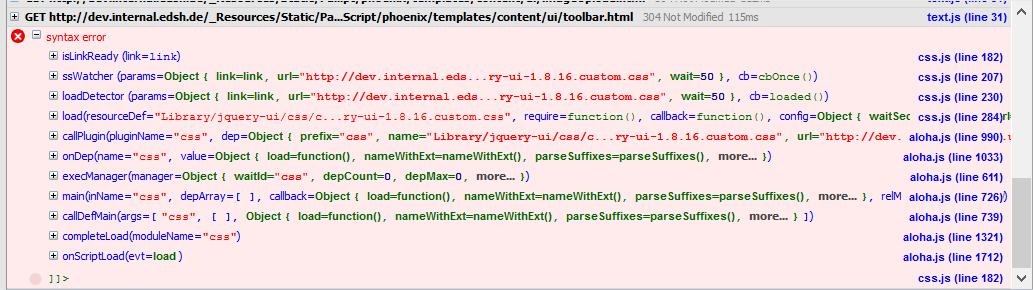 GET http://dev.internal.edsh.de/_Resources/Static/Pa...Script/phoenix/templates/content/ui/toolbar.html 304 Not Modified 115ms text.js (line 31)
syntax error
isLinkReady (link=link) css.js (line 182)
ssWatcher (params=Object { link=link, url="http://dev.internal.eds...ry-ui-1.8.16.custom.css", wait=50 }, cb=cbOnce()) css.js (line 207)
loadDetector (params=Object { link=link, url="http://dev.internal.eds...ry-ui-1.8.16.custom.css", wait=50 }, cb=loaded()) css.js (line 230)
load(resourceDef="Library/jquery-ui/css/c...ry-ui-1.8.16.custom.css", require=function(), callback=function(), config=Object { waitSec css.js (line 284)
callPlugin(pluginName="css", dep=Object { prefix="css", name="Library/jquery-ui/css/c...ry-ui-1.8.16.custom.css", url="http://dev. aloha.js (line 990)
onDep(name="css", value=Object { load=function(), nameWithExt=nameWithExt(), parseSuffixes=parseSuffixes(), more... }) aloha.js (line 1033)
execManager(manager=Object { waitId="css", depCount=0, depMax=0, more... }) aloha.js (line 611)
main(inName="css", depArray=[ ], callback=Object { load=function(), nameWithExt=nameWithExt(), parseSuffixes=parseSuffixes(), more... }, relM aloha.js (line 726)
callDefMain(args=[ "css", [ ], Object { load=function(), nameWithExt=nameWithExt(), parseSuffixes=parseSuffixes(), more... } ]) aloha.js (line 739)
completeLoad(moduleName="css") aloha.js (line 1321)
onScriptLoad(evt=load ) aloha.js (line 1712)
]]> css.js (line 182)